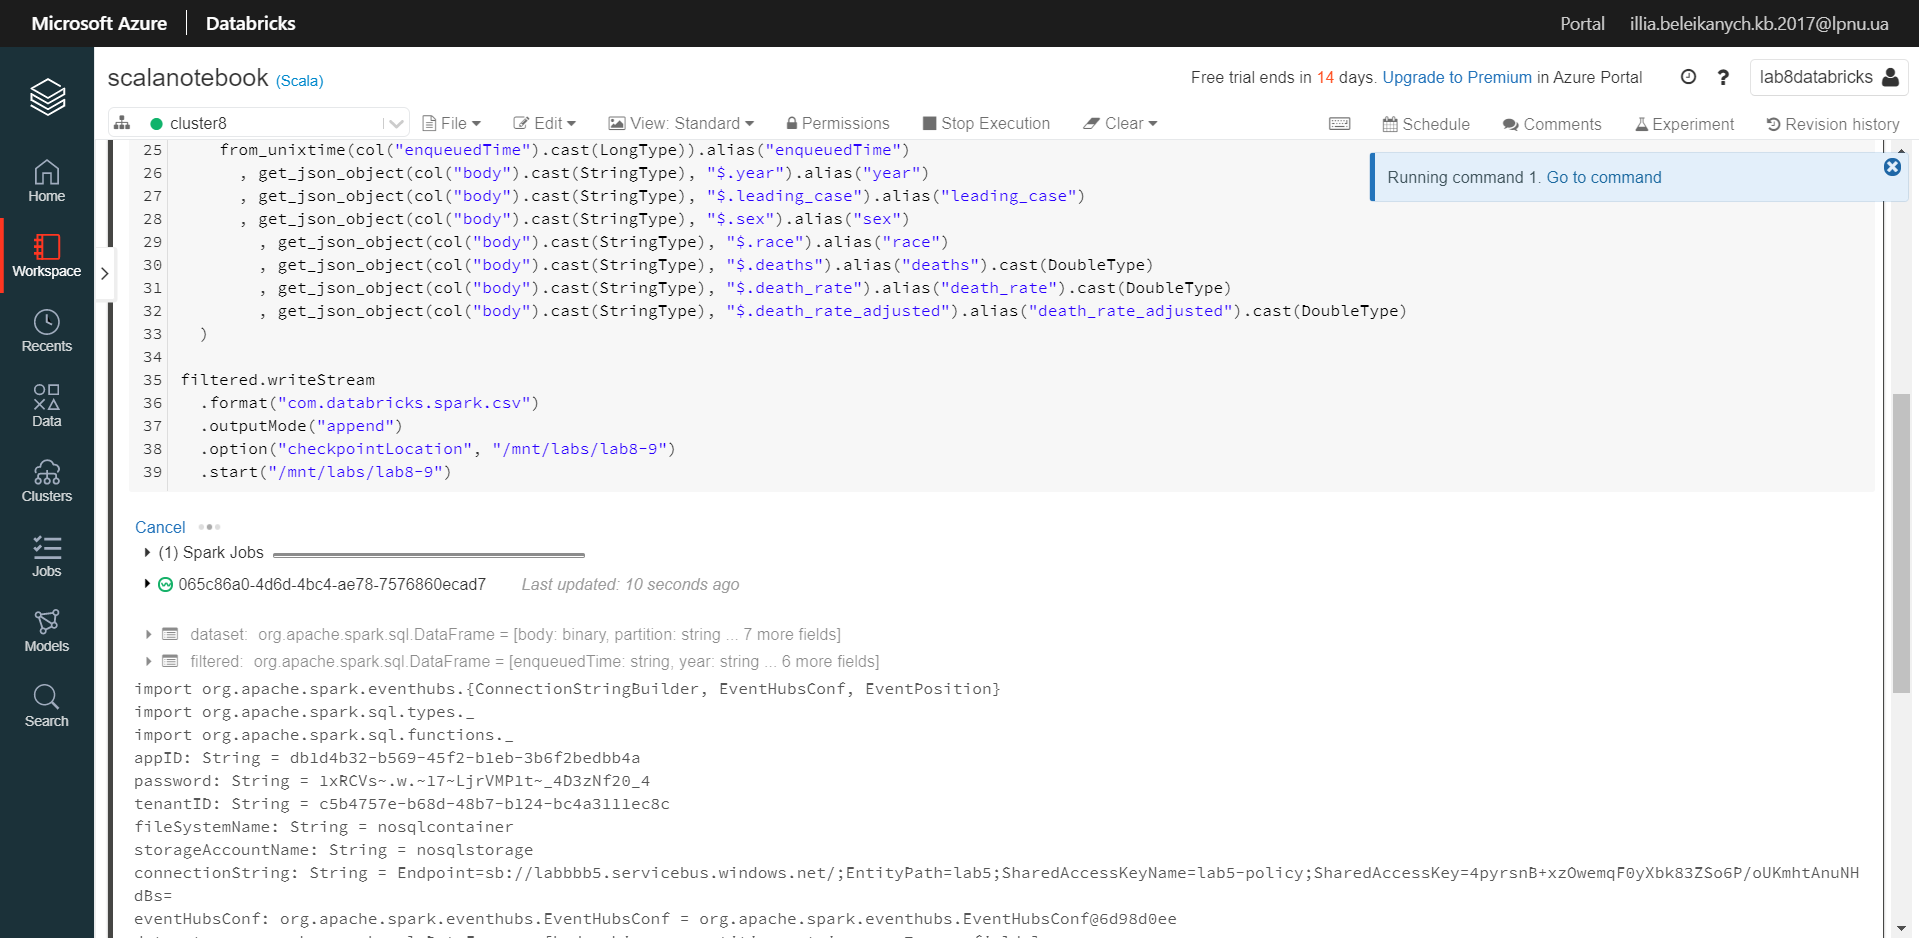 Microsoft Azure Databricks Portal illia.beleikanych.kb.2017@lpnu.ua
scalanotebook (Scala) Free trial ends in 14 days. Upgrade to Premium in Azure Portal ? lab8databricks
cluster8 File Edit View: Standard Permissions Stop Execution Clear Schedule Comments Experiment Revision history
Home
Workspace
Recents
Data
Clusters
Jobs
Models
Search
Running command 1. Go to command
25 from_unixtime(col("enqueuedTime").cast(LongType)).alias("enqueuedTime")
26 , get_json_object(col("body").cast(StringType), "$.year").alias("year")
27 , get_json_object(col("body").cast(StringType), "$.leading_case").alias("leading_case")
28 , get_json_object(col("body").cast(StringType), "$.sex").alias("sex")
29 , get_json_object(col("body").cast(StringType), "$.race").alias("race")
30 , get_json_object(col("body").cast(StringType), "$.deaths").alias("deaths").cast(DoubleType)
31 , get_json_object(col("body").cast(StringType), "$.death_rate").alias("death_rate").cast(DoubleType)
32 , get_json_object(col("body").cast(StringType), "$.death_rate_adjusted").alias("death_rate_adjusted").cast(DoubleType)
33 )
34
35 filtered.writeStream
36 .format("com.databricks.spark.csv")
37 .outputMode("append")
38 .option("checkpointLocation", "/mnt/labs/lab8-9")
39 .start("/mnt/labs/lab8-9")
Cancel
(1) Spark Jobs
065c86a0-4d6d-4bc4-ae78-7576860ecad7 Last updated: 10 seconds ago
dataset: org.apache.spark.sql.DataFrame = [body: binary, partition: string ... 7 more fields]
filtered: org.apache.spark.sql.DataFrame = [enqueuedTime: string, year: string ... 6 more fields]
import org.apache.spark.eventhubs.{ConnectionStringBuilder, EventHubsConf, EventPosition}
import org.apache.spark.sql.types._
import org.apache.spark.sql.functions._
appID: String = db1d4b32-b569-45f2-b1eb-3b6f2bedbb4a
password: String = lxRCVs~.w.~l7~LjrVMPlt~_4D3zNf20_4
tenantID: String = c5b4757e-b68d-48b7-b124-bc4a3111ec8c
fileSystemName: String = nosqlcontainer
storageAccountName: String = nosqlstorage
connectionString: String = Endpoint=sb://labbbb5.servicebus.windows.net/;EntityPath=lab5;SharedAccessKeyName=lab5-policy;SharedAccessKey=4pyrsnB+xzOwemqF0yXbk83ZSo6P/oUKmhtAnuNH
dBs=
eventHubsConf: org.apache.spark.eventhubs.EventHubsConf = org.apache.spark.eventhubs.EventHubsConf@6d98d0ee